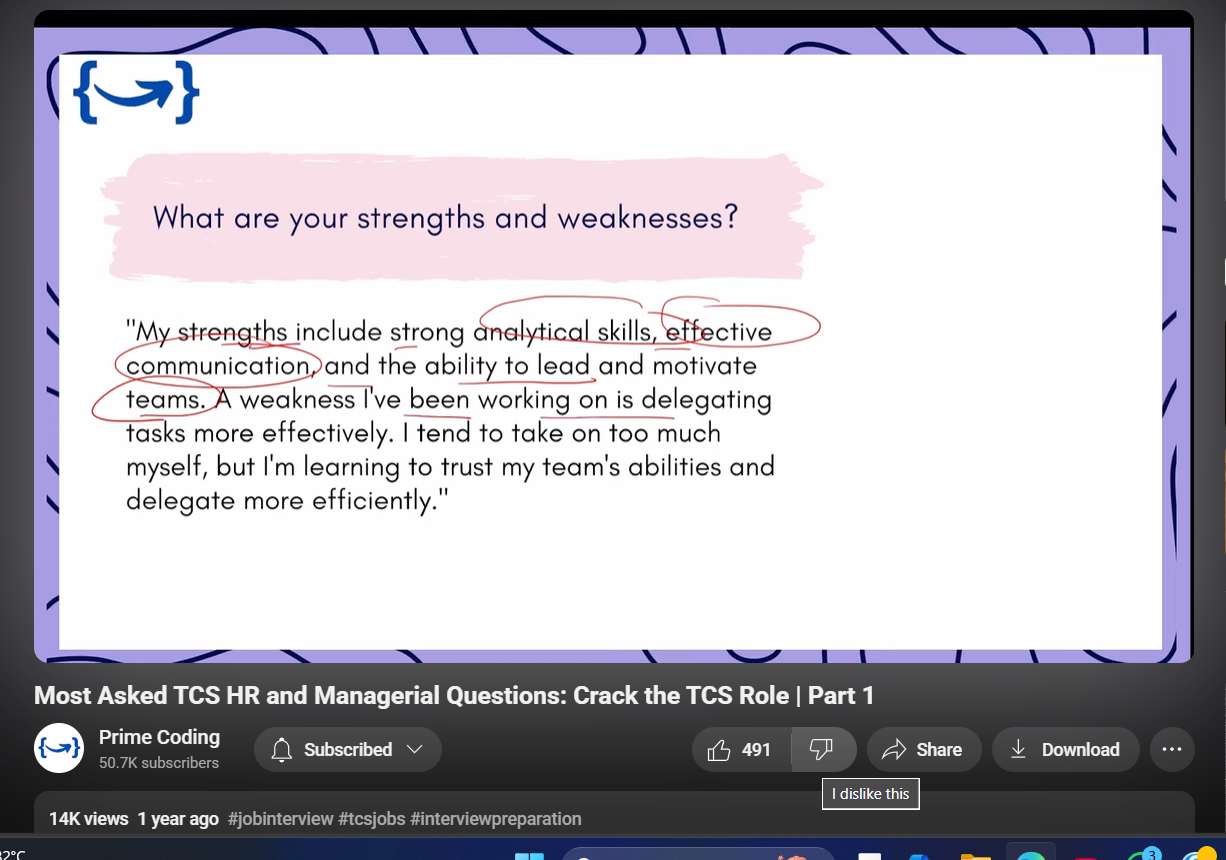 What are your strengths and weaknesses?
"My strengths include strong analytical skills, effective
communication, and the ability to lead and motivate
teams. A weakness I've been working on is delegating
tasks more effectively. I tend to take on too much
myself, but I'm learning to trust my team's abilities and
delegate more efficiently."
Most Asked TCS HR and Managerial Questions: Crack the TCS Role | Part 1
Prime Coding
50.7K subscribers
Subscribed
491
Share
Download
I dislike this
14K views 1 year ago #jobinterview #tcsjobs #interviewpreparation
3